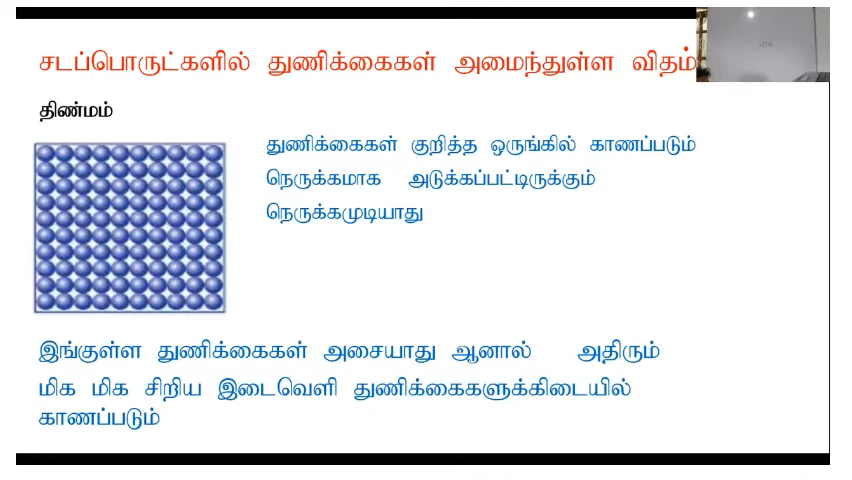 சடப்பொருட்களில் துணிக்கைகள் அமைந்துள்ள விதம்
திண்மம்
துணிக்கைகள் குறித்த ஒருங்கில் காணப்படும்
நெருக்கமாக அடுக்கப்பட்டிருக்கும்
நெருக்கமுடியாது
இங்குள்ள துணிக்கைகள் அசையாது ஆனால் அதிரும்
மிக மிக சிறிய இடைவெளி துணிக்கைகளுக்கிடையில்
காணப்படும்